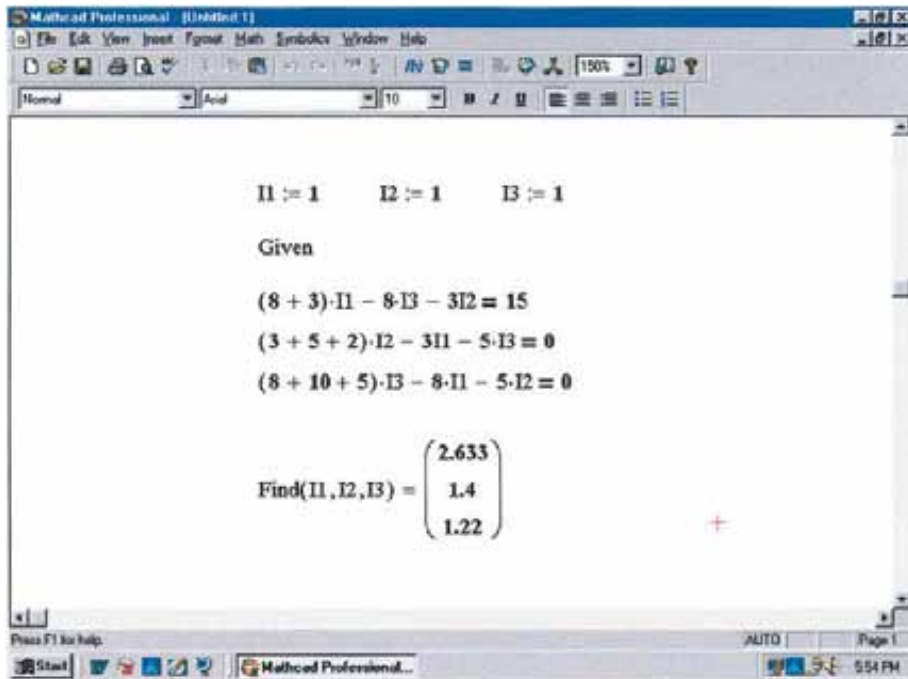 Mathcad Professional - [Untitled:1]
File Edit View Insert Format Math Symbolics Window Help
150%
Normal Arial 10 B I U
I1 := 1 I2 := 1 I3 := 1
Given
(8 + 3)·I1 − 8·I3 − 3I2 = 15
(3 + 5 + 2)·I2 − 3I1 − 5·I3 = 0
(8 + 10 + 5)·I3 − 8·I1 − 5·I2 = 0
2.633
Find(I1,I2,I3) = 1.4
1.22
Press F1 for help. AUTO Page 1
Start Mathcad Professional... 5:54 PM